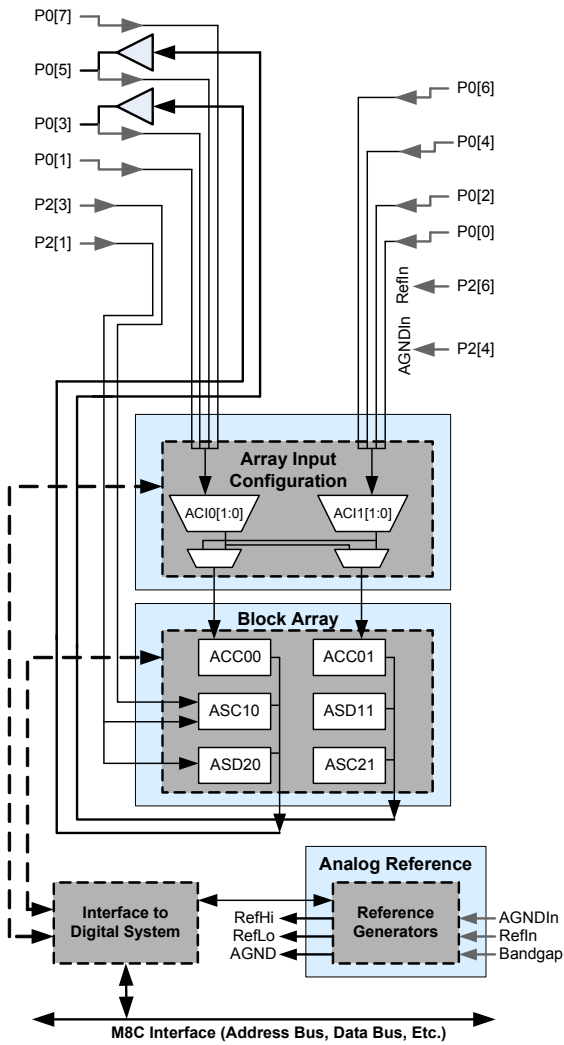 P0[7]
P0[5]
P0[3]
P0[1]
P2[3]
P2[1]
P0[6]
P0[4]
P0[2]
P0[0]
P2[6]
P2[4]
RefIn
AGNDIn
Array Input
Configuration
ACI0[1:0]
ACI1[1:0]
Block Array
ACC00
ACC01
ASC10
ASD11
ASD20
ASC21
Analog Reference
Interface to
Digital System
RefHi
RefLo
AGND
Reference
Generators
AGNDIn
RefIn
Bandgap
M8C Interface (Address Bus, Data Bus, Etc.)